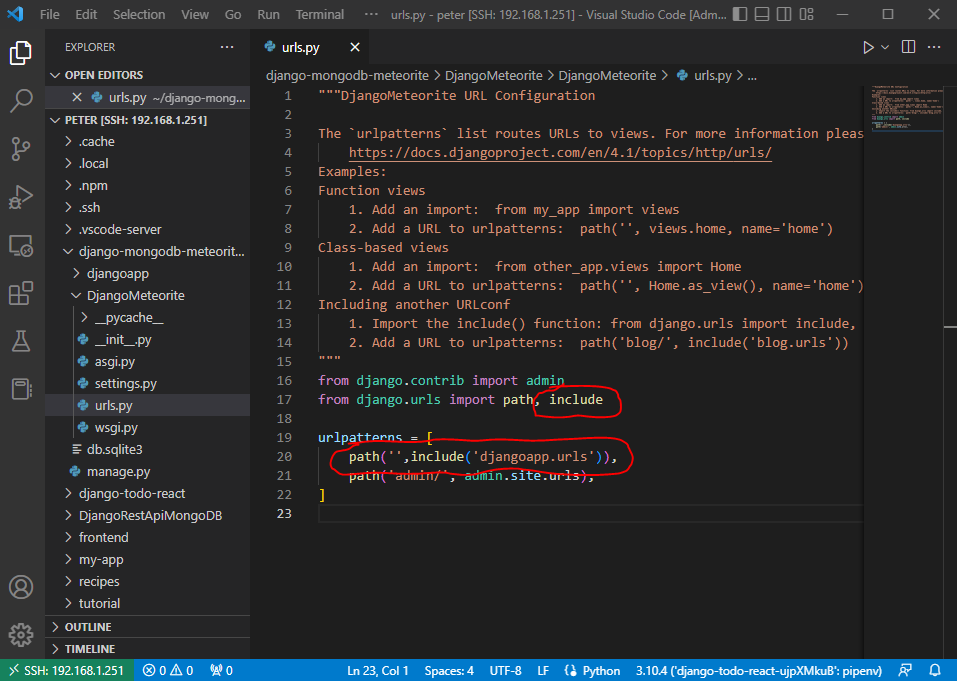 File Edit Selection View Go Run Terminal ··· urls.py - peter [SSH: 192.168.1.251] - Visual Studio Code [Adm...
EXPLORER ···
OPEN EDITORS
urls.py ~/django-mong...
PETER [SSH: 192.168.1.251]
.cache
.local
.npm
.ssh
.vscode-server
django-mongodb-meteorit...
djangoapp
DjangoMeteorite
__pycache__
__init__.py
asgi.py
settings.py
urls.py
wsgi.py
db.sqlite3
manage.py
django-todo-react
DjangoRestApiMongoDB
frontend
my-app
recipes
tutorial
OUTLINE
TIMELINE
urls.py
django-mongodb-meteorite > DjangoMeteorite > DjangoMeteorite > urls.py > ...
1 """DjangoMeteorite URL Configuration
2
3 The `urlpatterns` list routes URLs to views. For more information pleas
4 https://docs.djangoproject.com/en/4.1/topics/http/urls/
5 Examples:
6 Function views
7 1. Add an import:  from my_app import views
8 2. Add a URL to urlpatterns:  path('', views.home, name='home')
9 Class-based views
10 1. Add an import:  from other_app.views import Home
11 2. Add a URL to urlpatterns:  path('', Home.as_view(), name='home')
12 Including another URLconf
13 1. Import the include() function: from django.urls import include,
14 2. Add a URL to urlpatterns:  path('blog/', include('blog.urls'))
15 """
16 from django.contrib import admin
17 from django.urls import path, include
18
19 urlpatterns = [
20 path('',include('djangoapp.urls')),
21 path('admin/', admin.site.urls),
22 ]
23
SSH: 192.168.1.251 0 0 0 Ln 23, Col 1 Spaces: 4 UTF-8 LF Python 3.10.4 ('django-todo-react-ujpXMkuB': pipenv)